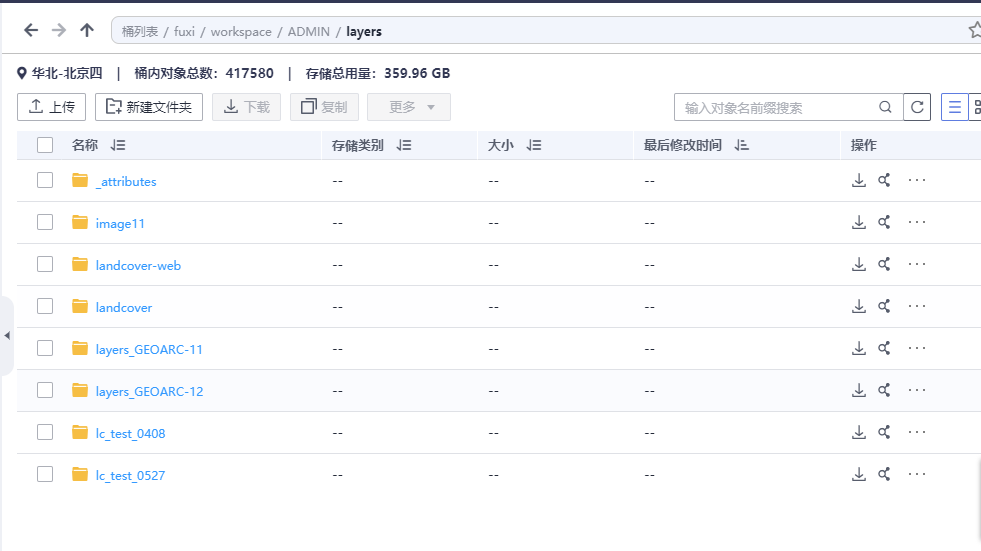 桶列表 / fuxi / workspace / ADMIN / layers
华北-北京四 | 桶内对象总数：417580 | 存储总用量：359.96 GB
上传 新建文件夹 下载 复制 更多 输入对象名前缀搜索
名称 存储类别 大小 最后修改时间 操作
_attributes -- -- --
image11 -- -- --
landcover-web -- -- --
landcover -- -- --
layers_GEOARC-11 -- -- --
layers_GEOARC-12 -- -- --
lc_test_0408 -- -- --
lc_test_0527 -- -- --